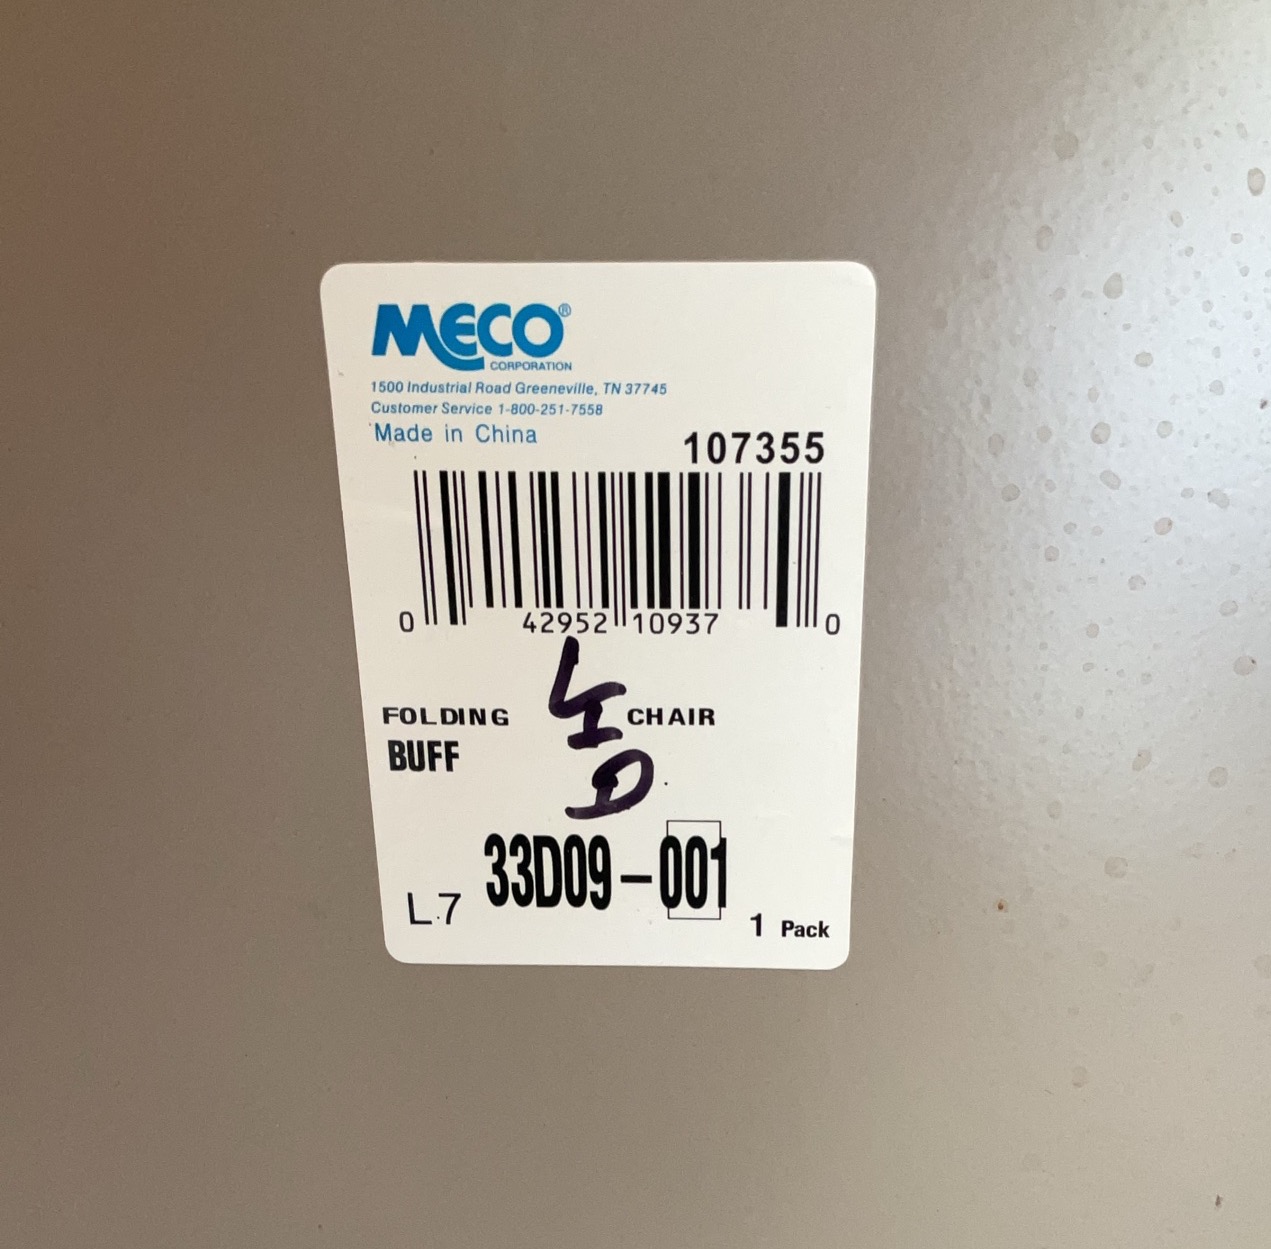 MECO®
CORPORATION
1500 Industrial Road Greeneville, TN 37745
Customer Service 1-800-251-7558
Made in China
107355
0 42952 10937 0
FOLDING CHAIR
BUFF
L
I
D
33D09-001
L.7
1 Pack